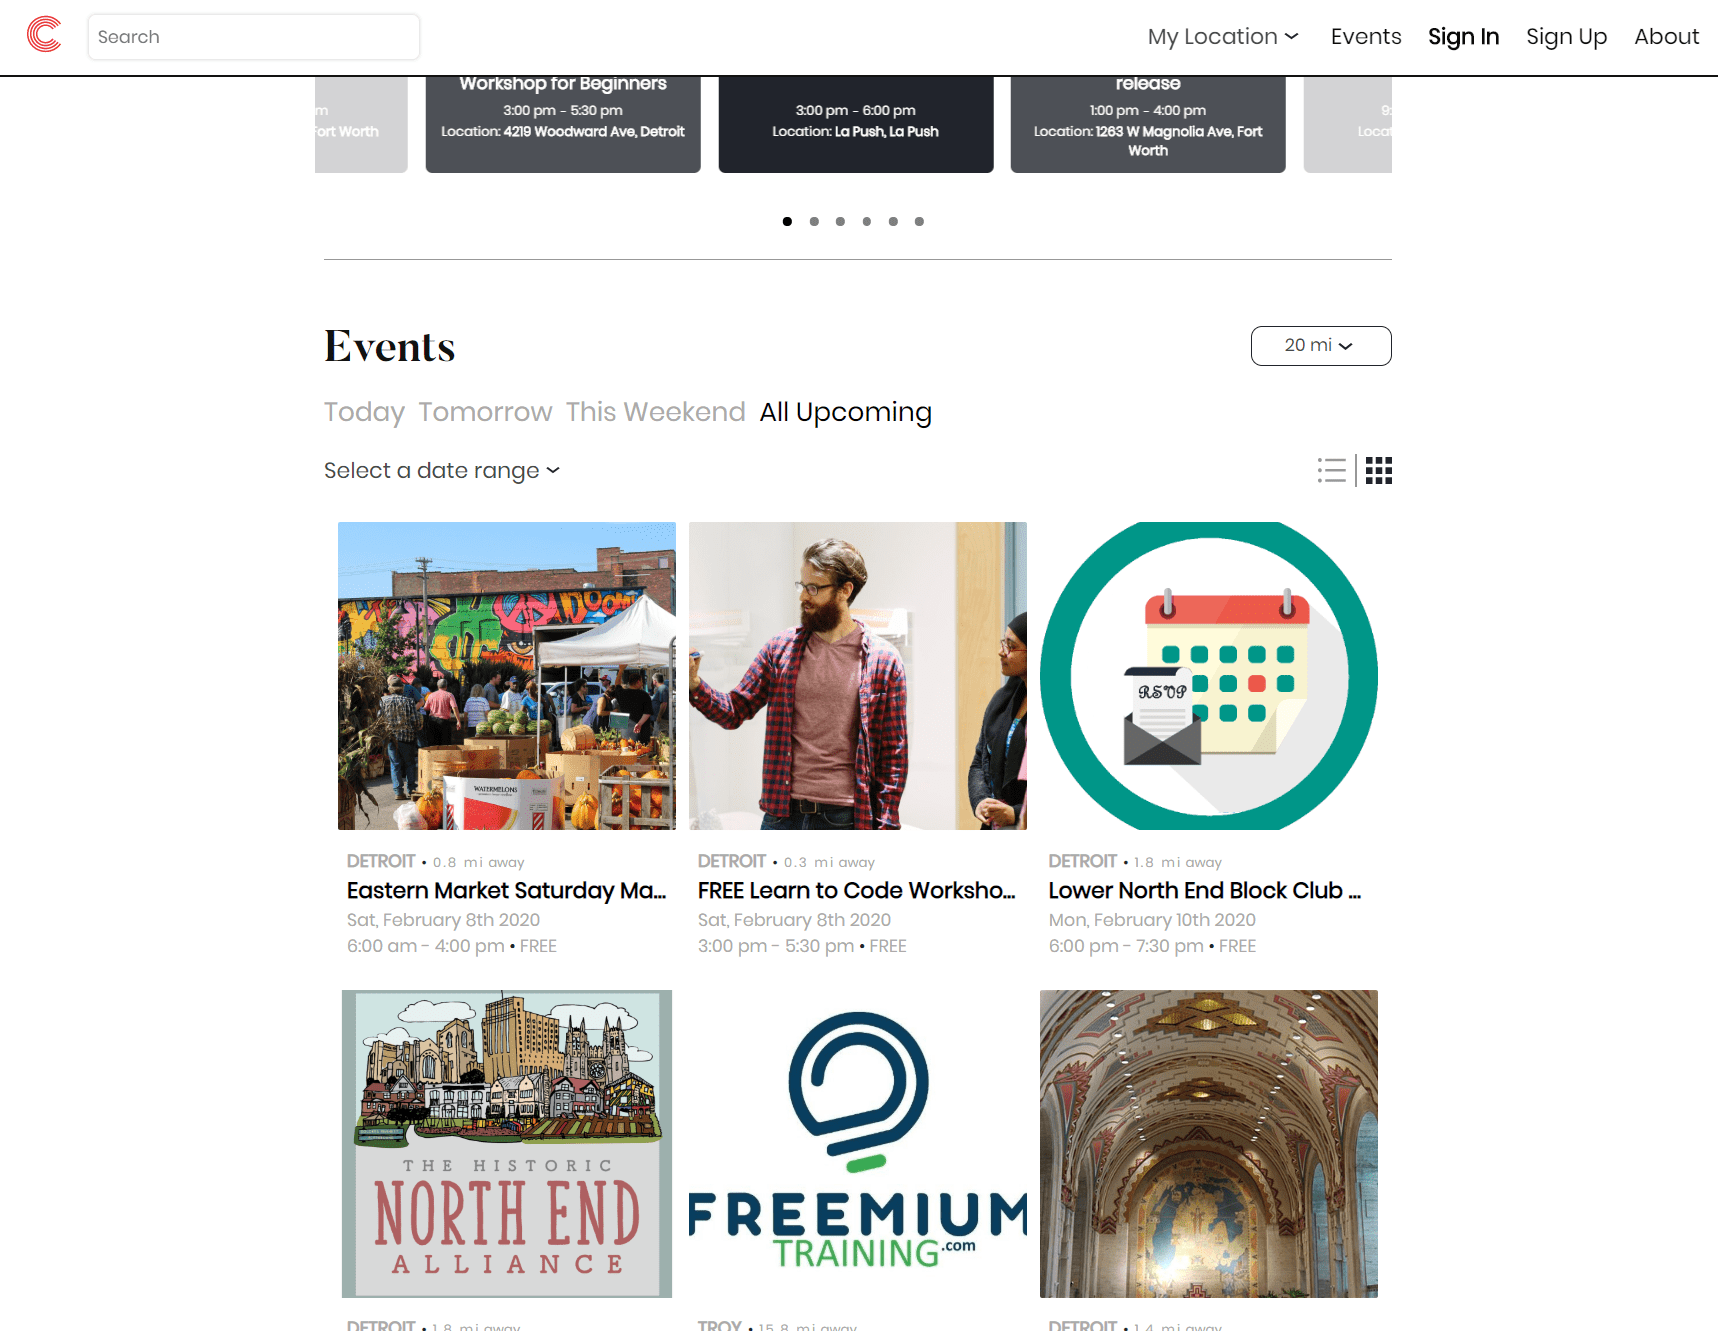 Search
My Location
Events
Sign In
Sign Up
About
Fort Worth
Workshop for Beginners
3:00 pm - 5:30 pm
Location: 4219 Woodward Ave, Detroit
3:00 pm - 6:00 pm
Location: La Push, La Push
release
1:00 pm - 4:00 pm
Location: 1263 W Magnolia Ave, Fort
Worth
Events
20 mi
Today Tomorrow This Weekend All Upcoming
Select a date range
WATERMELONS
RSVP
DETROIT • 0.8 mi away
Eastern Market Saturday Ma...
Sat, February 8th 2020
6:00 am - 4:00 pm • FREE
DETROIT • 0.3 mi away
FREE Learn to Code Worksho...
Sat, February 8th 2020
3:00 pm - 5:30 pm • FREE
DETROIT • 1.8 mi away
Lower North End Block Club ...
Mon, February 10th 2020
6:00 pm - 7:30 pm • FREE
THE HISTORIC
NORTH END
ALLIANCE
FREEMIUM
TRAINING.com
DETROIT • 1.8 mi away
TROY • 15.8 mi away
DETROIT • 1.4 mi away